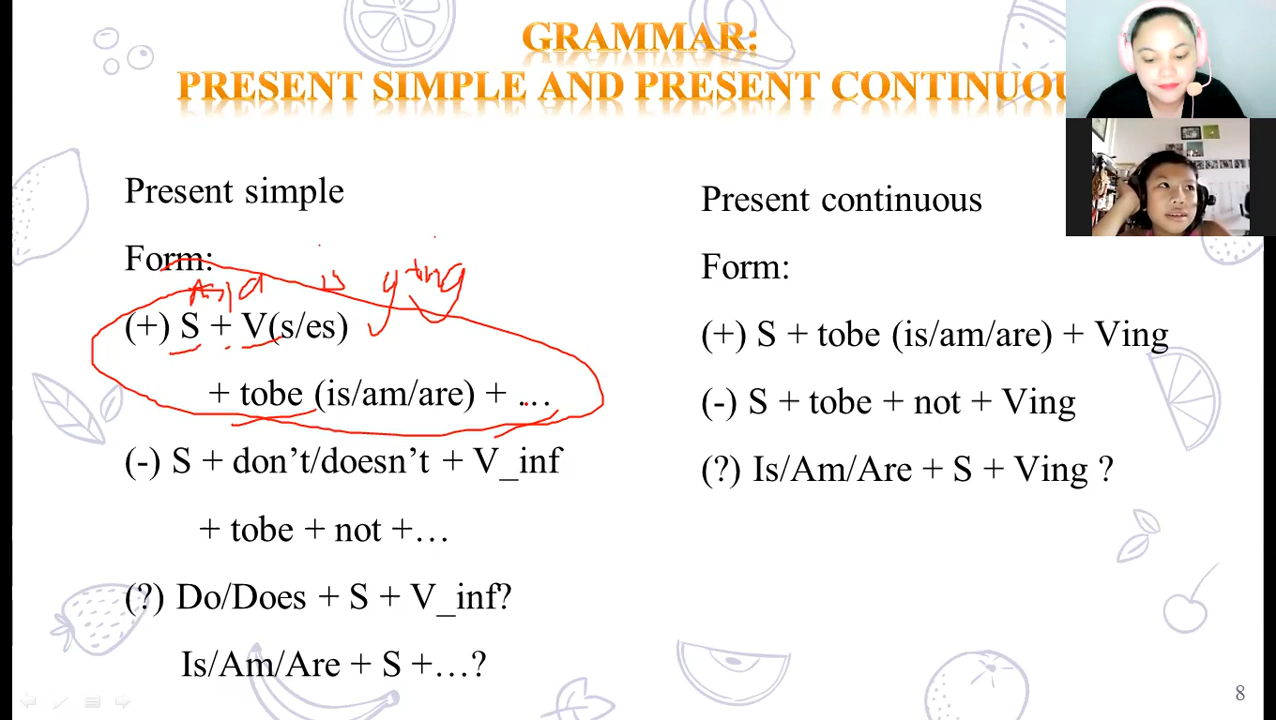 GRAMMAR:
PRESENT SIMPLE AND PRESENT CONTINUOU
Present simple
Form:
is
(+) S + V(s/es)
+ tobe (is/am/are) + …
(-) S + don’t/doesn’t + V_inf
+ tobe + not +…
(?) Do/Does + S + V_inf?
Is/Am/Are + S +…?
Present continuous
Form:
(+) S + tobe (is/am/are) + Ving
(-) S + tobe + not + Ving
(?) Is/Am/Are + S + Ving ?
8